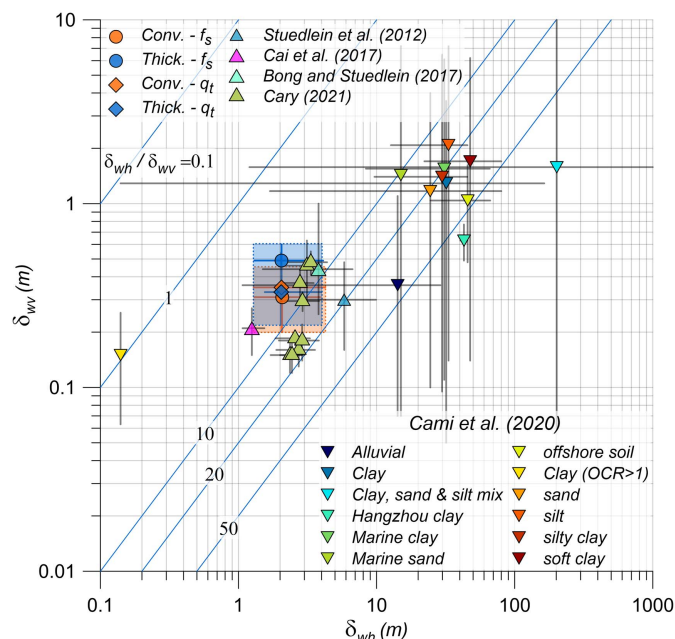 10
Conv. - fs
Thick. - fs
Conv. - qt
Thick. - qt
Stuedlein et al. (2012)
Cai et al. (2017)
Bong and Stuedlein (2017)
Cary (2021)
δwh / δwv =0.1
1
δwv (m)
1
0.1
10
20
50
Cami et al. (2020)
Alluvial
Clay
Clay, sand & silt mix
Hangzhou clay
Marine clay
Marine sand
offshore soil
Clay (OCR>1)
sand
silt
silty clay
soft clay
0.01
0.1 1 10 100 1000
δwh (m)